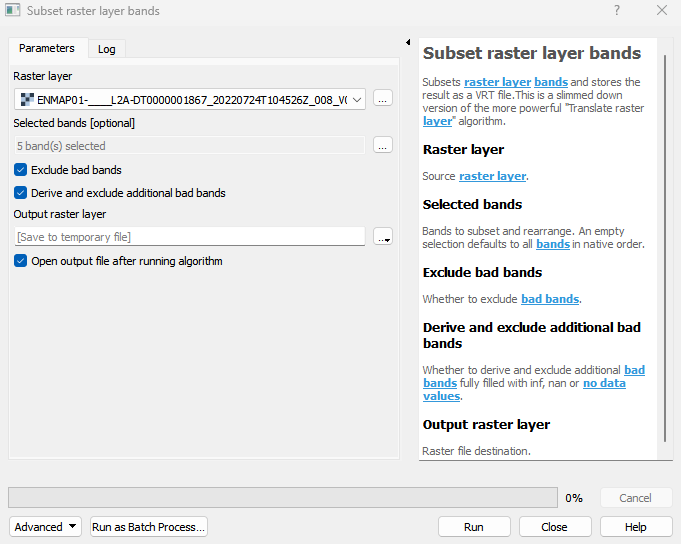 Subset raster layer bands
Parameters
Log
Raster layer
ENMAP01-____L2A-DT0000001867_20220724T104526Z_008_V0
...
Selected bands [optional]
5 band(s) selected
...
Exclude bad bands
Derive and exclude additional bad bands
Output raster layer
[Save to temporary file]
...
Open output file after running algorithm
Subset raster layer bands
Subsets raster layer bands and stores the
result as a VRT file.This is a slimmed down
version of the more powerful "Translate raster
layer" algorithm.
Raster layer
Source raster layer.
Selected bands
Bands to subset and rearrange. An empty
selection defaults to all bands in native order.
Exclude bad bands
Whether to exclude bad bands.
Derive and exclude additional bad
bands
Whether to derive and exclude additional bad
bands fully filled with inf, nan or no data
values.
Output raster layer
Raster file destination.
0%
Cancel
Advanced
Run as Batch Process...
Run
Close
Help